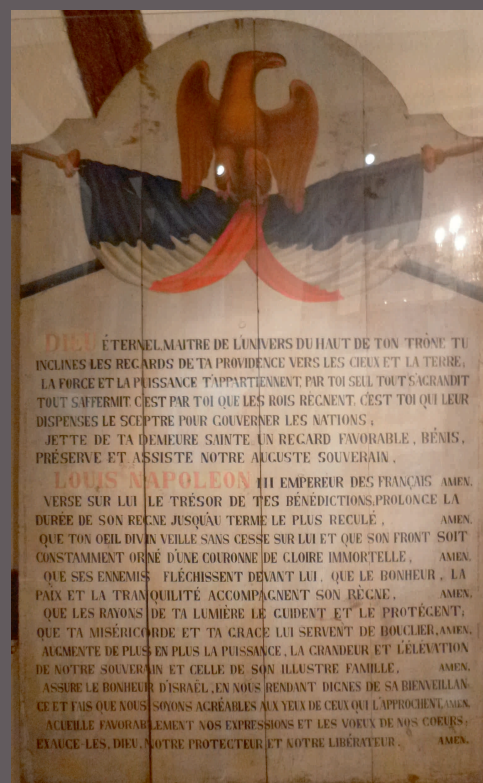 DIEU ÉTERNEL, MAITRE DE L'UNIVERS DU HAUT DE TON TRÔNE TU
INCLINES LES REGARDS DE TA PROVIDENCE VERS LES CIEUX ET LA TERRE;
LA FORCE ET LA PUISSANCE T'APPARTIENNENT, PAR TOI SEUL TOUT S'AGRANDIT
TOUT S'AFFERMIT. C'EST PAR TOI QUE LES ROIS RÈGNENT. C'EST TOI QUI LEUR
DISPENSES LE SCEPTRE POUR GOUVERNER LES NATIONS;
JETTE DE TA DEMEURE SAINTE UN REGARD FAVORABLE, BÉNIS,
PRÉSERVE ET ASSISTE NOTRE AUGUSTE SOUVERAIN.
LOUIS NAPOLEON III EMPEREUR DES FRANÇAIS AMEN.
VERSE SUR LUI LE TRÉSOR DE TES BÉNÉDICTIONS, PROLONGE LA
DURÉE DE SON REGNE JUSQU'AU TERME LE PLUS RECULÉ, AMEN.
QUE TON OEIL DIVIN VEILLE SANS CESSE SUR LUI ET QUE SON FRONT SOIT
CONSTAMMENT ORNÉ D'UNE COURONNE DE GLOIRE IMMORTELLE, AMEN.
QUE SES ENNEMIS FLÉCHISSENT DEVANT LUI, QUE LE BONHEUR, LA
PAIX ET LA TRANQUILITÉ ACCOMPAGNENT SON RÈGNE, AMEN.
QUE LES RAYONS DE TA LUMIÈRE LE GUIDENT ET LE PROTÉGENT;
QUE TA MISÉRICORDE ET TA GRACE LUI SERVENT DE BOUCLIER, AMEN.
AUGMENTE DE PLUS EN PLUS LA PUISSANCE, LA GRANDEUR ET L'ÉLÉVATION
DE NOTRE SOUVERAIN ET CELLE DE SON ILLUSTRE FAMILLE, AMEN.
ASSURE LE BONHEUR D'ISRAËL, EN NOUS RENDANT DIGNES DE SA BIENVEILLAN-
CE ET FAIS QUE NOUS SOYONS AGRÉABLES AUX YEUX DE CEUX QUI L'APPROCHENT, AMEN.
ACUEILLE FAVORABLEMENT NOS EXPRESSIONS ET LES VOEUX DE NOS COEURS;
EXAUCE-LES, DIEU, NOTRE PROTECTEUR ET NOTRE LIBÉRATEUR. AMEN.